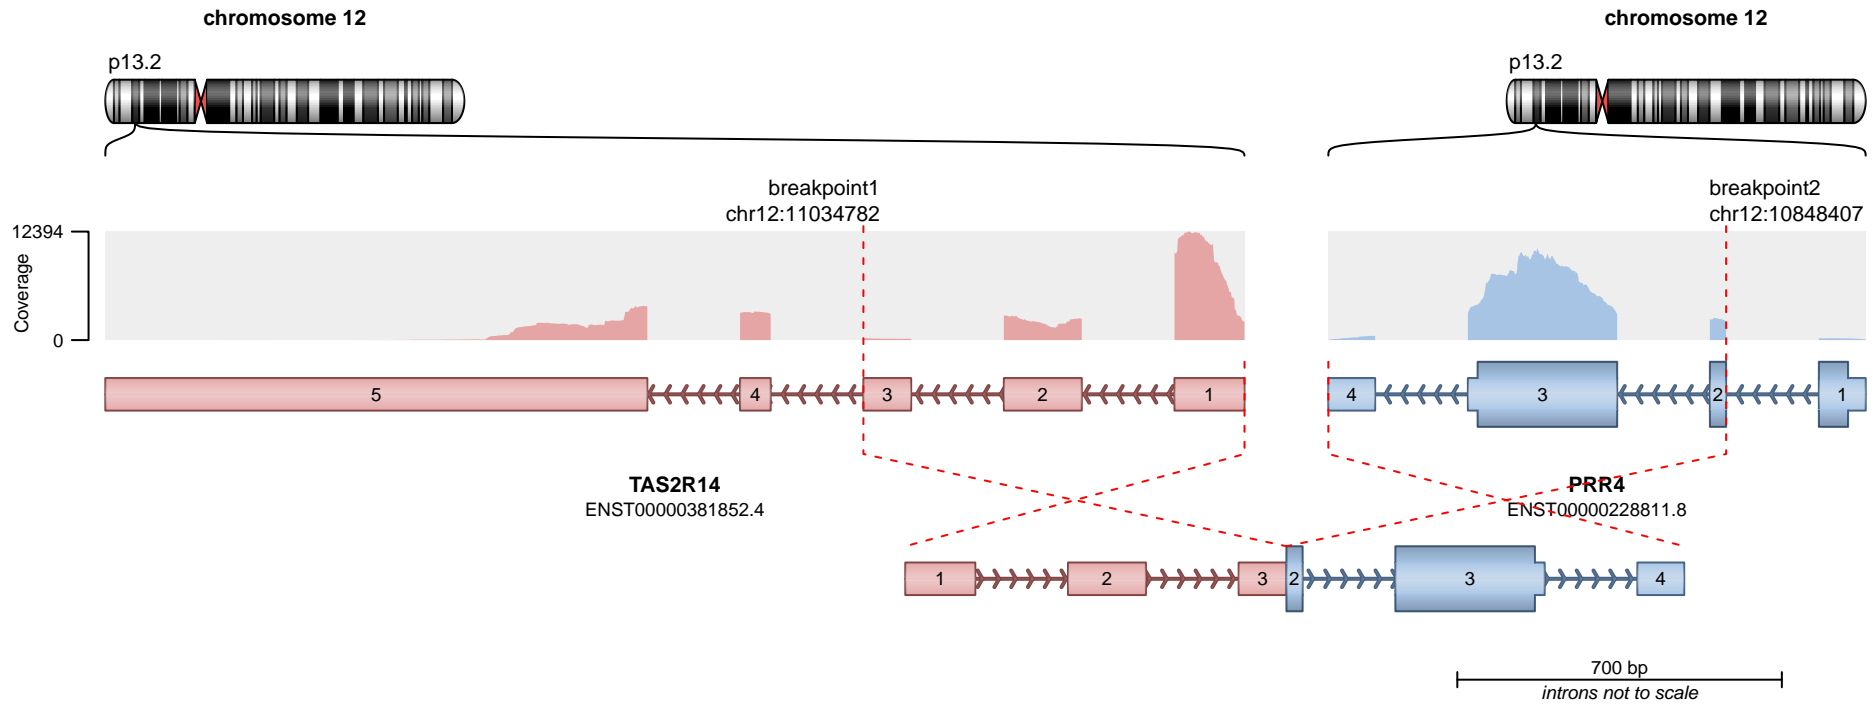 chromosome 12
chromosome 12
p13.2
p13.2
breakpoint1
chr12:11034782
breakpoint2
chr12:10848407
12394
Coverage
0
5 4 3 2 1
4 3 2 1
TAS2R14
ENST00000381852.4
PRR4
ENST00000228811.8
1 2 3 2 3 4
700 bp
introns not to scale